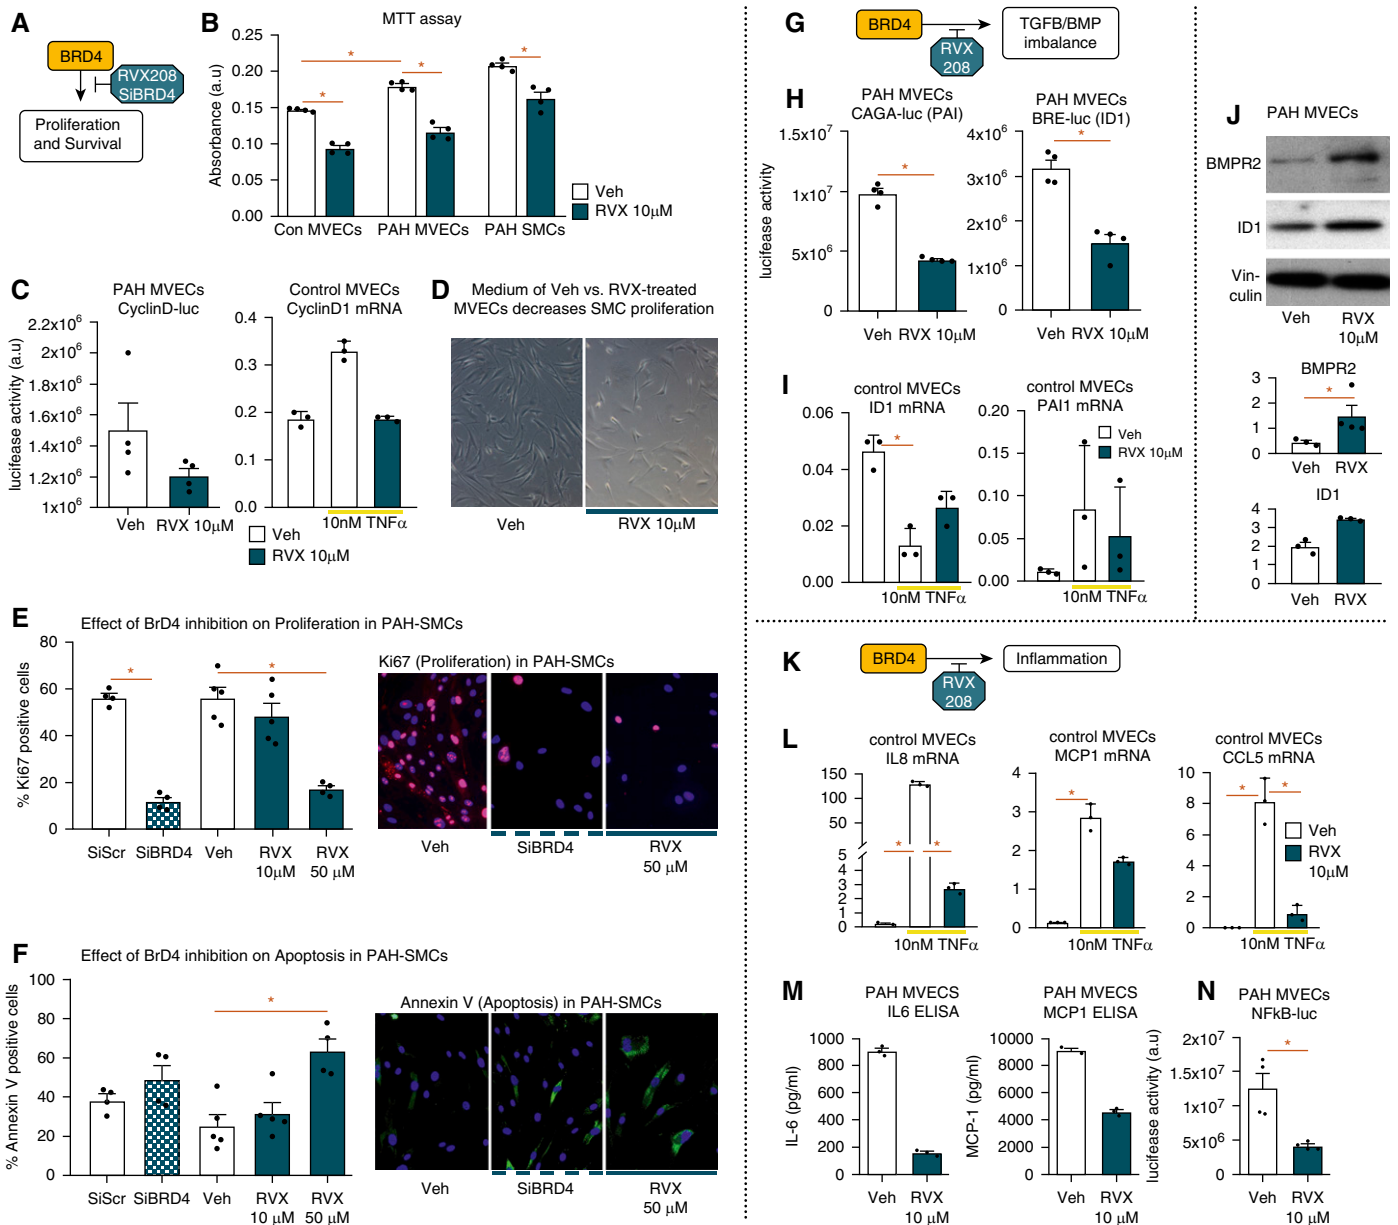 A
BRD4
RVX208
SiBRD4
Proliferation
and Survival
B
MTT assay
Absorbance (a.u)
0.25
0.20
0.15
0.10
0.05
0.00
*
*
*
*
Con MVECs
PAH MVECs
PAH SMCs
Veh
RVX 10µM
C
PAH MVECs
CyclinD-luc
lucifease activity (a.u)
2.2x10⁶
2x10⁶
1.8x10⁶
1.6x10⁶
1.4x10⁶
1.2x10⁶
1x10⁶
Veh
RVX 10µM
Control MVECs
CyclinD1 mRNA
0.4
0.3
0.2
0.1
0.0
10nM TNFα
Veh
RVX 10µM
D
Medium of Veh vs. RVX-treated
MVECs decreases SMC proliferation
Veh
RVX 10µM
E
Effect of BrD4 inhibition on Proliferation in PAH-SMCs
% Ki67 positive cells
80
60
40
20
0
*
*
SiScr
SiBRD4
Veh
RVX
10µM
RVX
50 µM
Ki67 (Proliferation) in PAH-SMCs
Veh
SiBRD4
RVX
50 µM
F
Effect of BrD4 inhibition on Apoptosis in PAH-SMCs
% Annexin V positive cells
100
80
60
40
20
0
*
SiScr
SiBRD4
Veh
RVX
10 µM
RVX
50 µM
Annexin V (Apoptosis) in PAH-SMCs
Veh
SiBRD4
RVX
50 µM
G
BRD4
RVX
208
TGFB/BMP
imbalance
H
PAH MVECs
CAGA-luc (PAI)
lucifease activity
1.5x10⁷
1x10⁷
5x10⁶
0
*
Veh
RVX 10µM
PAH MVECs
BRE-luc (ID1)
4x10⁶
3x10⁶
2x10⁶
1x10⁶
0
*
Veh
RVX 10µM
I
control MVECs
ID1 mRNA
0.06
0.04
0.02
0.00
*
10nM TNFα
control MVECs
PAI1 mRNA
0.20
0.15
0.10
0.05
0.00
Veh
RVX 10µM
10nM TNFα
J
PAH MVECs
BMPR2
ID1
Vin-
culin
Veh
RVX
10µM
BMPR2
3
2
1
0
*
Veh
RVX
ID1
4
3
2
1
0
Veh
RVX
K
BRD4
RVX
208
Inflammation
L
control MVECs
IL8 mRNA
150
100
50
5
4
3
2
1
0
*
*
10nM TNFα
control MVECs
MCP1 mRNA
4
3
2
1
0
*
10nM TNFα
control MVECs
CCL5 mRNA
10
8
6
4
2
0
*
*
10nM TNFα
Veh
RVX
10µM
M
PAH MVECS
IL6 ELISA
IL-6 (pg/ml)
1000
800
600
400
200
0
Veh
RVX
10 µM
PAH MVECS
MCP1 ELISA
MCP-1 (pg/ml)
10000
8000
6000
4000
2000
0
Veh
RVX
10 µM
N
PAH MVECs
NFkB-luc
lucifease activity (a.u)
2x10⁷
1.5x10⁷
1x10⁷
5x10⁶
0
*
Veh
RVX
10 µM